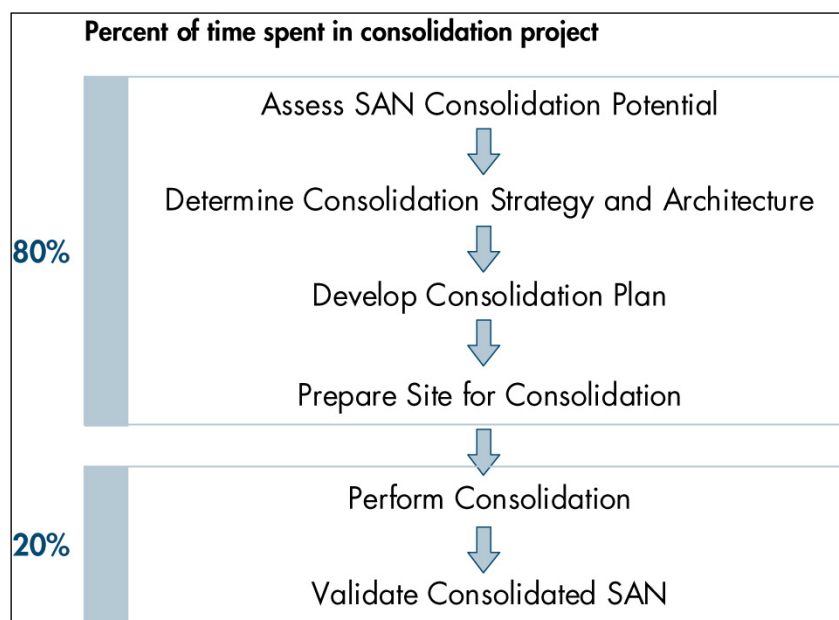 Percent of time spent in consolidation project
Assess SAN Consolidation Potential
Determine Consolidation Strategy and Architecture
80%
Develop Consolidation Plan
Prepare Site for Consolidation
Perform Consolidation
20%
Validate Consolidated SAN